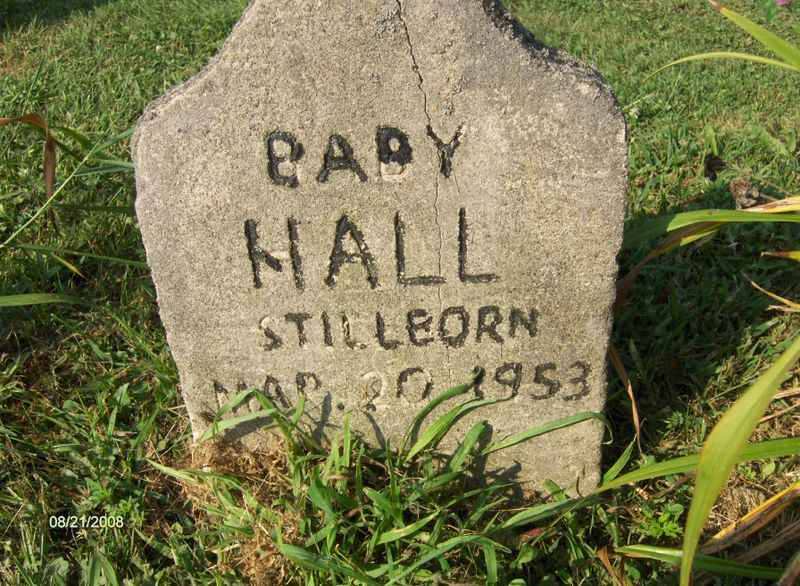 BABY
HALL
STILLBORN
MAR. 20 1953
08/21/2008